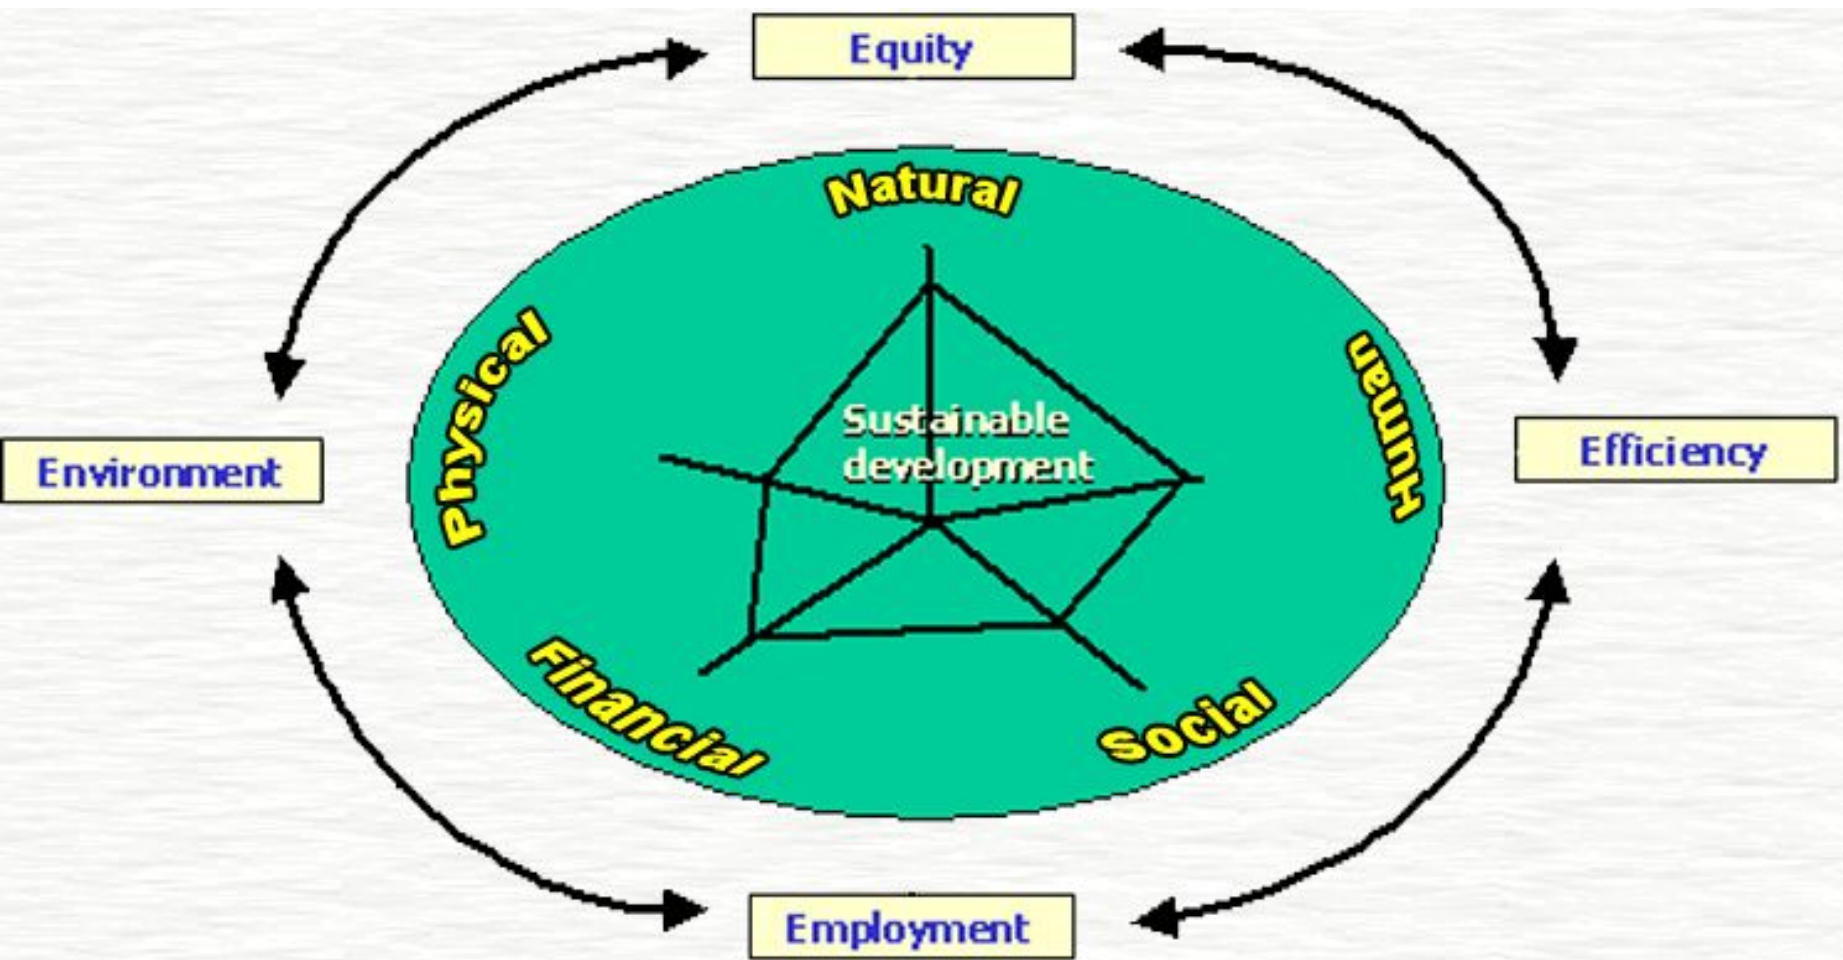 Equity
Natural
Physical
Human
Sustainable
development
Environment
Efficiency
Financial
Social
Employment